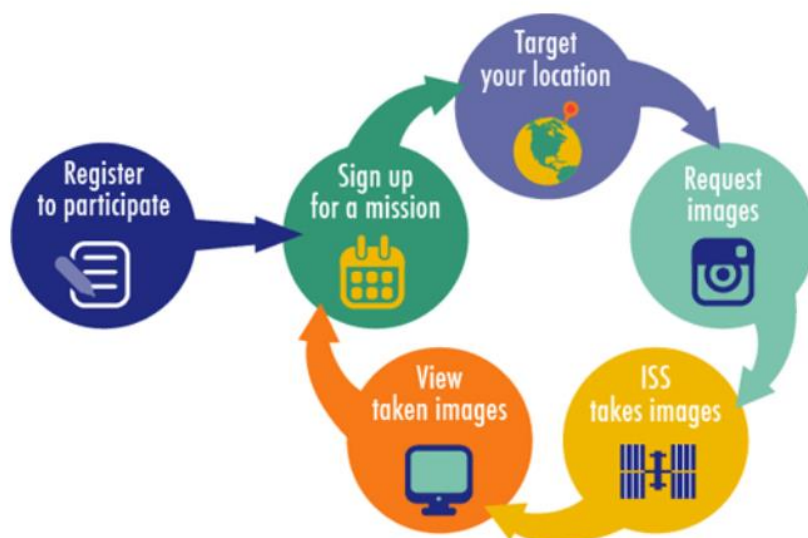 Register
to participate
Sign up
for a mission
Target
your location
Request
images
ISS
takes images
View
taken images